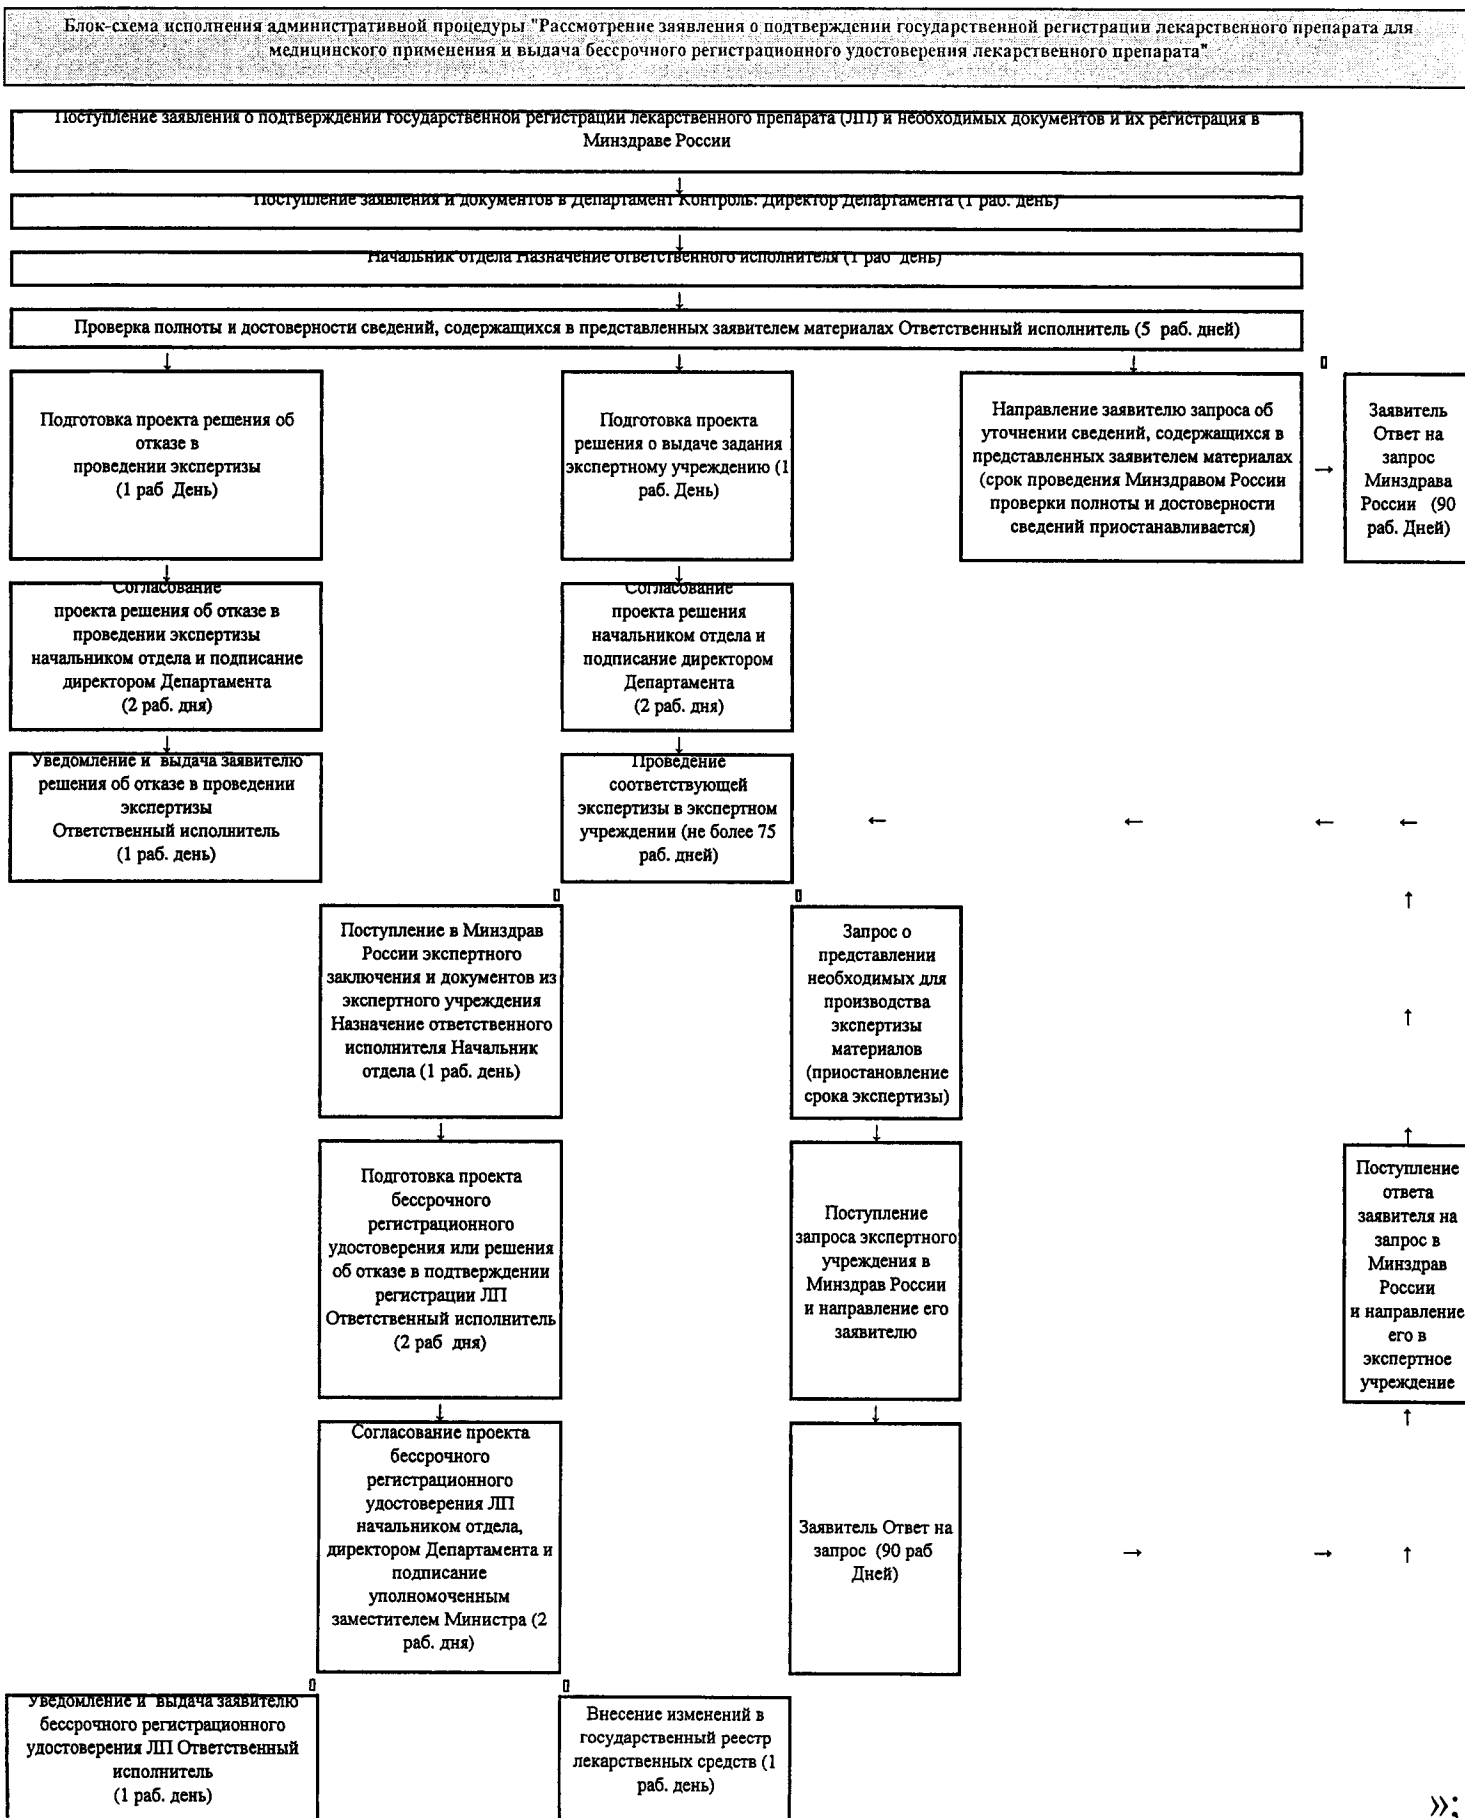 Блок-схема исполнения административной процедуры "Рассмотрение заявления о подтверждении государственной регистрации лекарственного препарата для
медицинского применения и выдача бессрочного регистрационного удостоверения лекарственного препарата"
Поступление заявления о подтверждении государственной регистрации лекарственного препарата (ЛП) и необходимых документов и их регистрация в
Минздраве России
↓
Поступление заявления и документов в Департамент Контроль: Директор Департамента (1 раб. день)
↓
Начальник отдела Назначение ответственного исполнителя (1 раб день)
↓
Проверка полноты и достоверности сведений, содержащихся в представленных заявителем материалах Ответственный исполнитель (5 раб. дней)
↓ ↓ ↓
Подготовка проекта решения об
отказе в
проведении экспертизы
(1 раб День)
Подготовка проекта
решения о выдаче задания
экспертному учреждению (1
раб. День)
Направление заявителю запроса об
уточнении сведений, содержащихся в
представленных заявителем материалах
(срок проведения Минздравом России
проверки полноты и достоверности
сведений приостанавливается)
→
Заявитель
Ответ на
запрос
Минздрава
России (90
раб. Дней)
↓ ↓
Согласование
проекта решения об отказе в
проведении экспертизы
начальником отдела и подписание
директором Департамента
(2 раб. дня)
Согласование
проекта решения
начальником отдела и
подписание директором
Департамента
(2 раб. дня)
↓ ↓
Уведомление и выдача заявителю
решения об отказе в проведении
экспертизы
Ответственный исполнитель
(1 раб. день)
Проведение
соответствующей
экспертизы в экспертном
учреждении (не более 75
раб. дней)
← ← ← ←
↑
Поступление в Минздрав
России экспертного
заключения и документов из
экспертного учреждения
Назначение ответственного
исполнителя Начальник
отдела (1 раб. день)
Запрос о
представлении
необходимых для
производства
экспертизы
материалов
(приостановление
срока экспертизы)
↑
↓ ↓ ↑
Подготовка проекта
бессрочного
регистрационного
удостоверения или решения
об отказе в подтверждении
регистрации ЛП
Ответственный исполнитель
(2 раб дня)
Поступление
запроса экспертного
учреждения в
Минздрав России
и направление его
заявителю
Поступление
ответа
заявителя на
запрос в
Минздрав
России
и направление
его в
экспертное
учреждение
↓ ↓ ↑
Согласование проекта
бессрочного
регистрационного
удостоверения ЛП
начальником отдела,
директором Департамента и
подписание
уполномоченным
заместителем Министра (2
раб. дня)
Заявитель Ответ на
запрос (90 раб
Дней)
→ → ↑
Уведомление и выдача заявителю
бессрочного регистрационного
удостоверения ЛП Ответственный
исполнитель
(1 раб. день)
Внесение изменений в
государственный реестр
лекарственных средств (1
раб. день)
»;